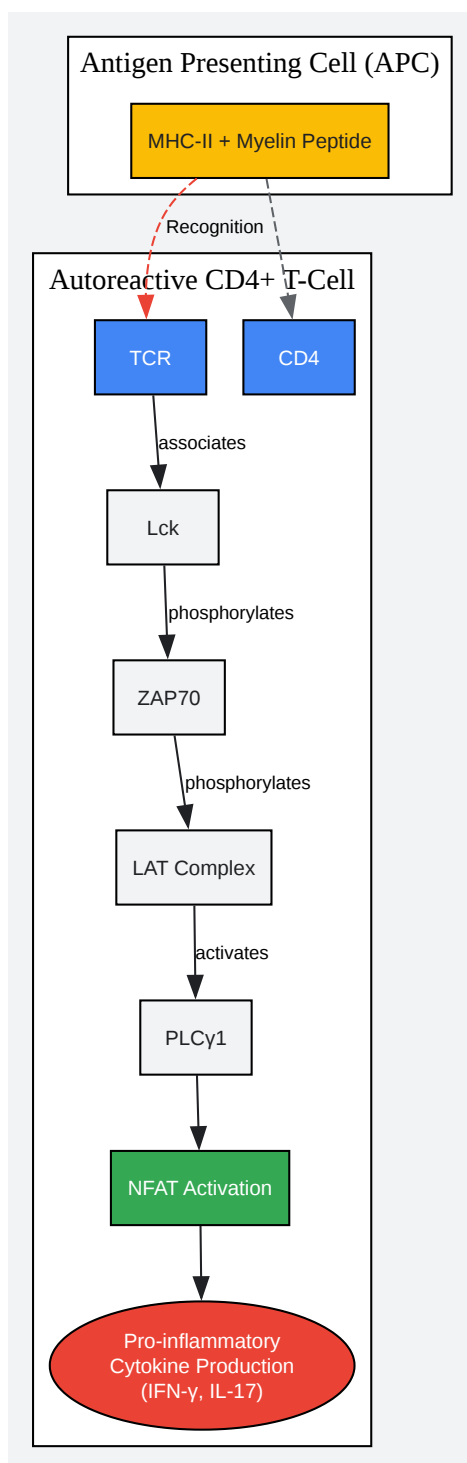 Antigen Presenting Cell (APC)
MHC-II + Myelin Peptide
Recognition
Autoreactive CD4+ T-Cell
TCR
CD4
associates
Lck
phosphorylates
ZAP70
phosphorylates
LAT Complex
activates
PLCγ1
NFAT Activation
Pro-inflammatory
Cytokine Production
(IFN-γ, IL-17)